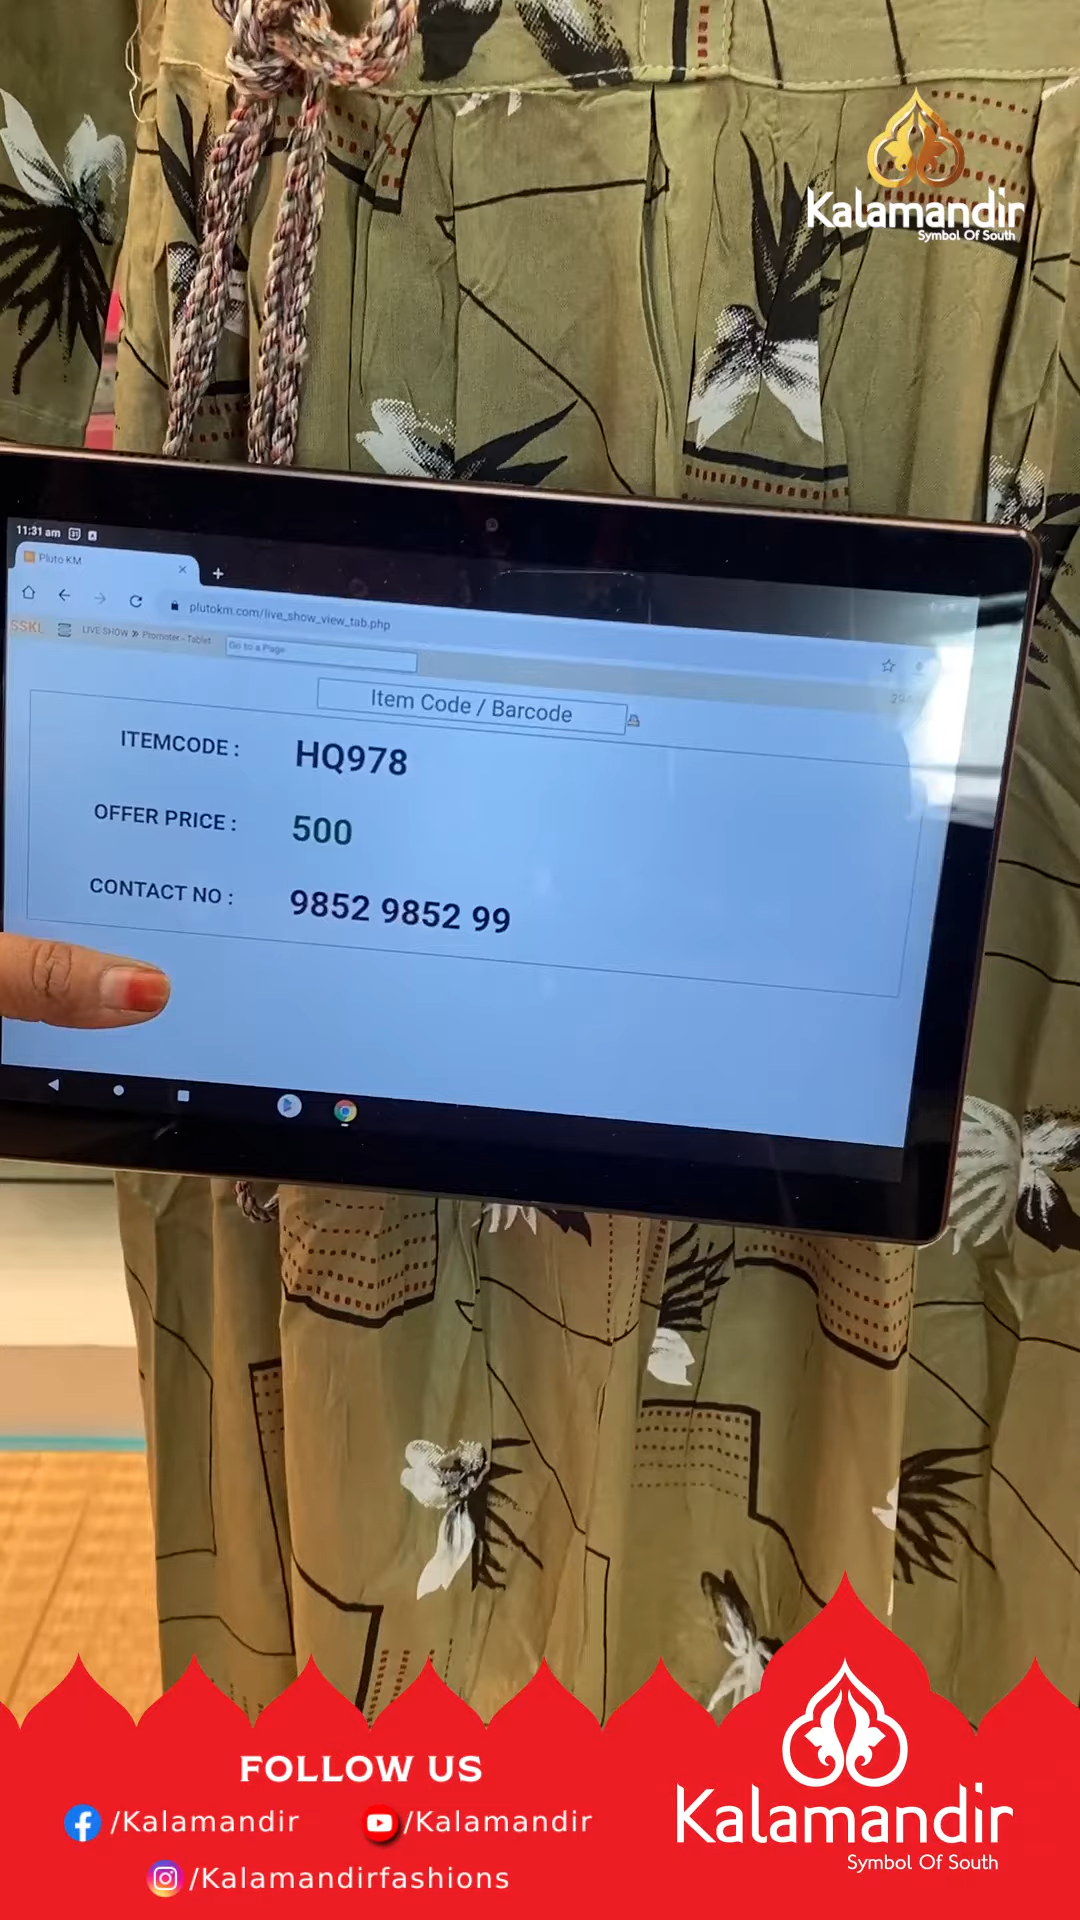 Kalamandir
Symbol Of South
11:31 am
Pluto KM
plutokm.com/live_show_view_tab.php
SSKL
LIVE SHOW » Promoter - Tablet
Go to a Page
Item Code / Barcode
ITEMCODE : HQ978
OFFER PRICE : 500
CONTACT NO : 9852 9852 99
FOLLOW US
/Kalamandir
/Kalamandir
/Kalamandirfashions
Kalamandir
Symbol Of South